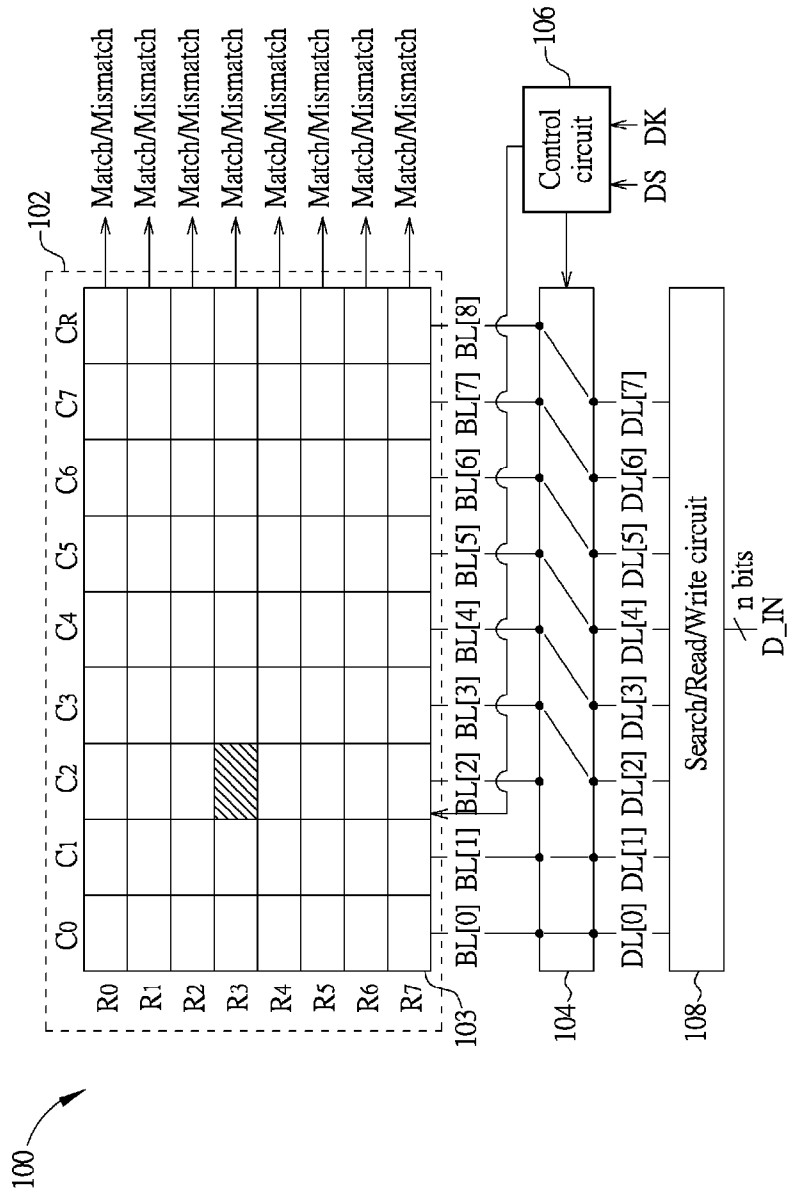 100
102
C0 C1 C2 C3 C4 C5 C6 C7 CR
R0 Match/Mismatch
R1 Match/Mismatch
R2 Match/Mismatch
R3 Match/Mismatch
R4 Match/Mismatch
R5 Match/Mismatch
R6 Match/Mismatch
R7 Match/Mismatch
103
BL[0] BL[1] BL[2] BL[3] BL[4] BL[5] BL[6] BL[7] BL[8]
106
Control
circuit
DS DK
104
DL[0] DL[1] DL[2] DL[3] DL[4] DL[5] DL[6] DL[7]
108
Search/Read/Write circuit
n bits
D_IN